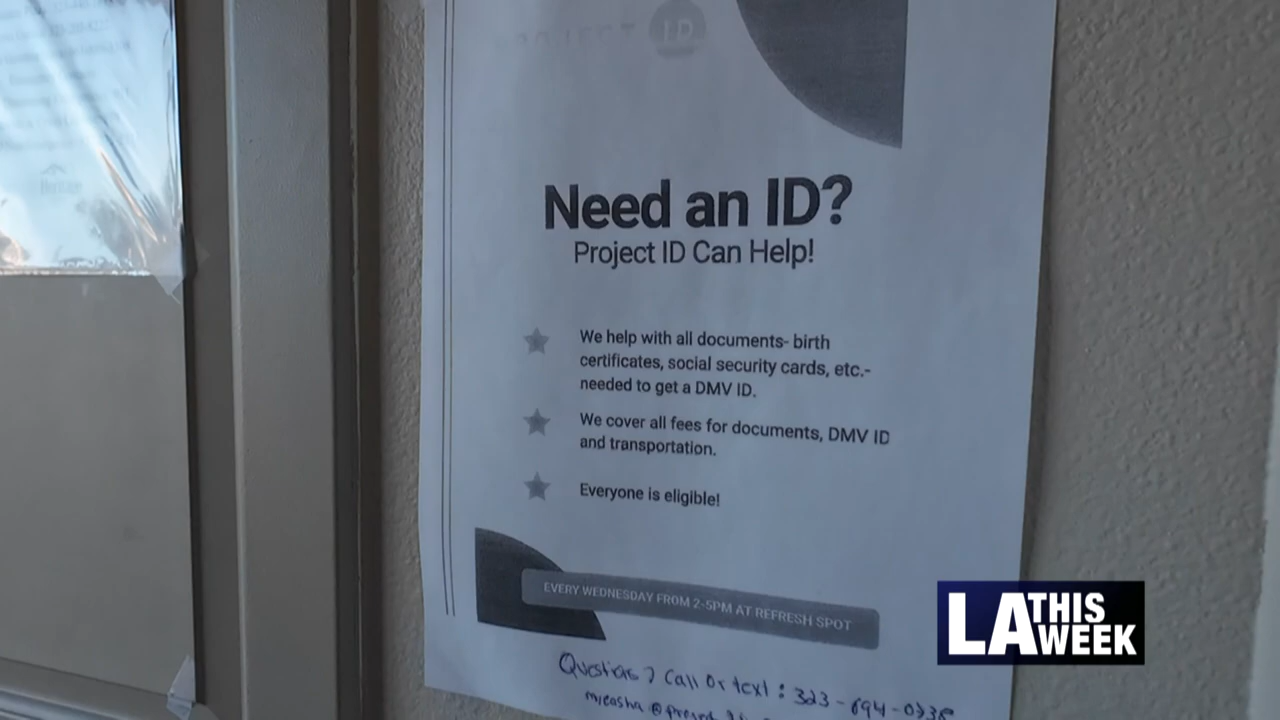 PROJECT ID
Need an ID?
Project ID Can Help!
We help with all documents- birth
certificates, social security cards, etc.-
needed to get a DMV ID.
We cover all fees for documents, DMV ID
and transportation.
Everyone is eligible!
EVERY WEDNESDAY FROM 2-5PM AT REFRESH SPOT
Questions? Call or text: 323-
LA THIS
WEEK